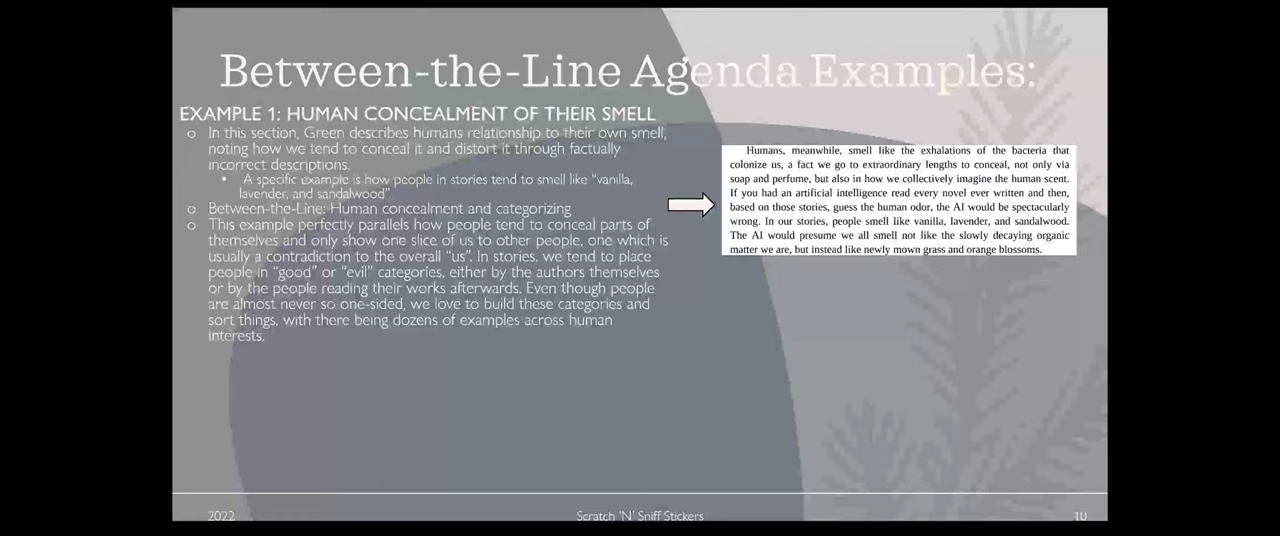 Between-the-Line Agenda Examples:
EXAMPLE 1: HUMAN CONCEALMENT OF THEIR SMELL
o In this section, Green describes humans relationship to their own smell,
noting how we tend to conceal it and distort it through factually
incorrect descriptions.
• A specific example is how people in stories tend to smell like “vanilla,
lavender, and sandalwood”
o Between-the-Line: Human concealment and categorizing
o This example perfectly parallels how people tend to conceal parts of
themselves and only show one slice of us to other people, one which is
usually a contradiction to the overall “us”. In stories, we tend to place
people in “good” or “evil” categories, either by the authors themselves
or by the people reading their works afterwards. Even though people
are almost never so one-sided, we love to build these categories and
sort things, with there being dozens of examples across human
interests.
Humans, meanwhile, smell like the exhalations of the bacteria that
colonize us, a fact we go to extraordinary lengths to conceal, not only via
soap and perfume, but also in how we collectively imagine the human scent.
If you had an artificial intelligence read every novel ever written and then,
based on those stories, guess the human odor, the AI would be spectacularly
wrong. In our stories, people smell like vanilla, lavender, and sandalwood.
The AI would presume we all smell not like the slowly decaying organic
matter we are, but instead like newly mown grass and orange blossoms.
2022
Scratch 'N' Sniff Stickers
10